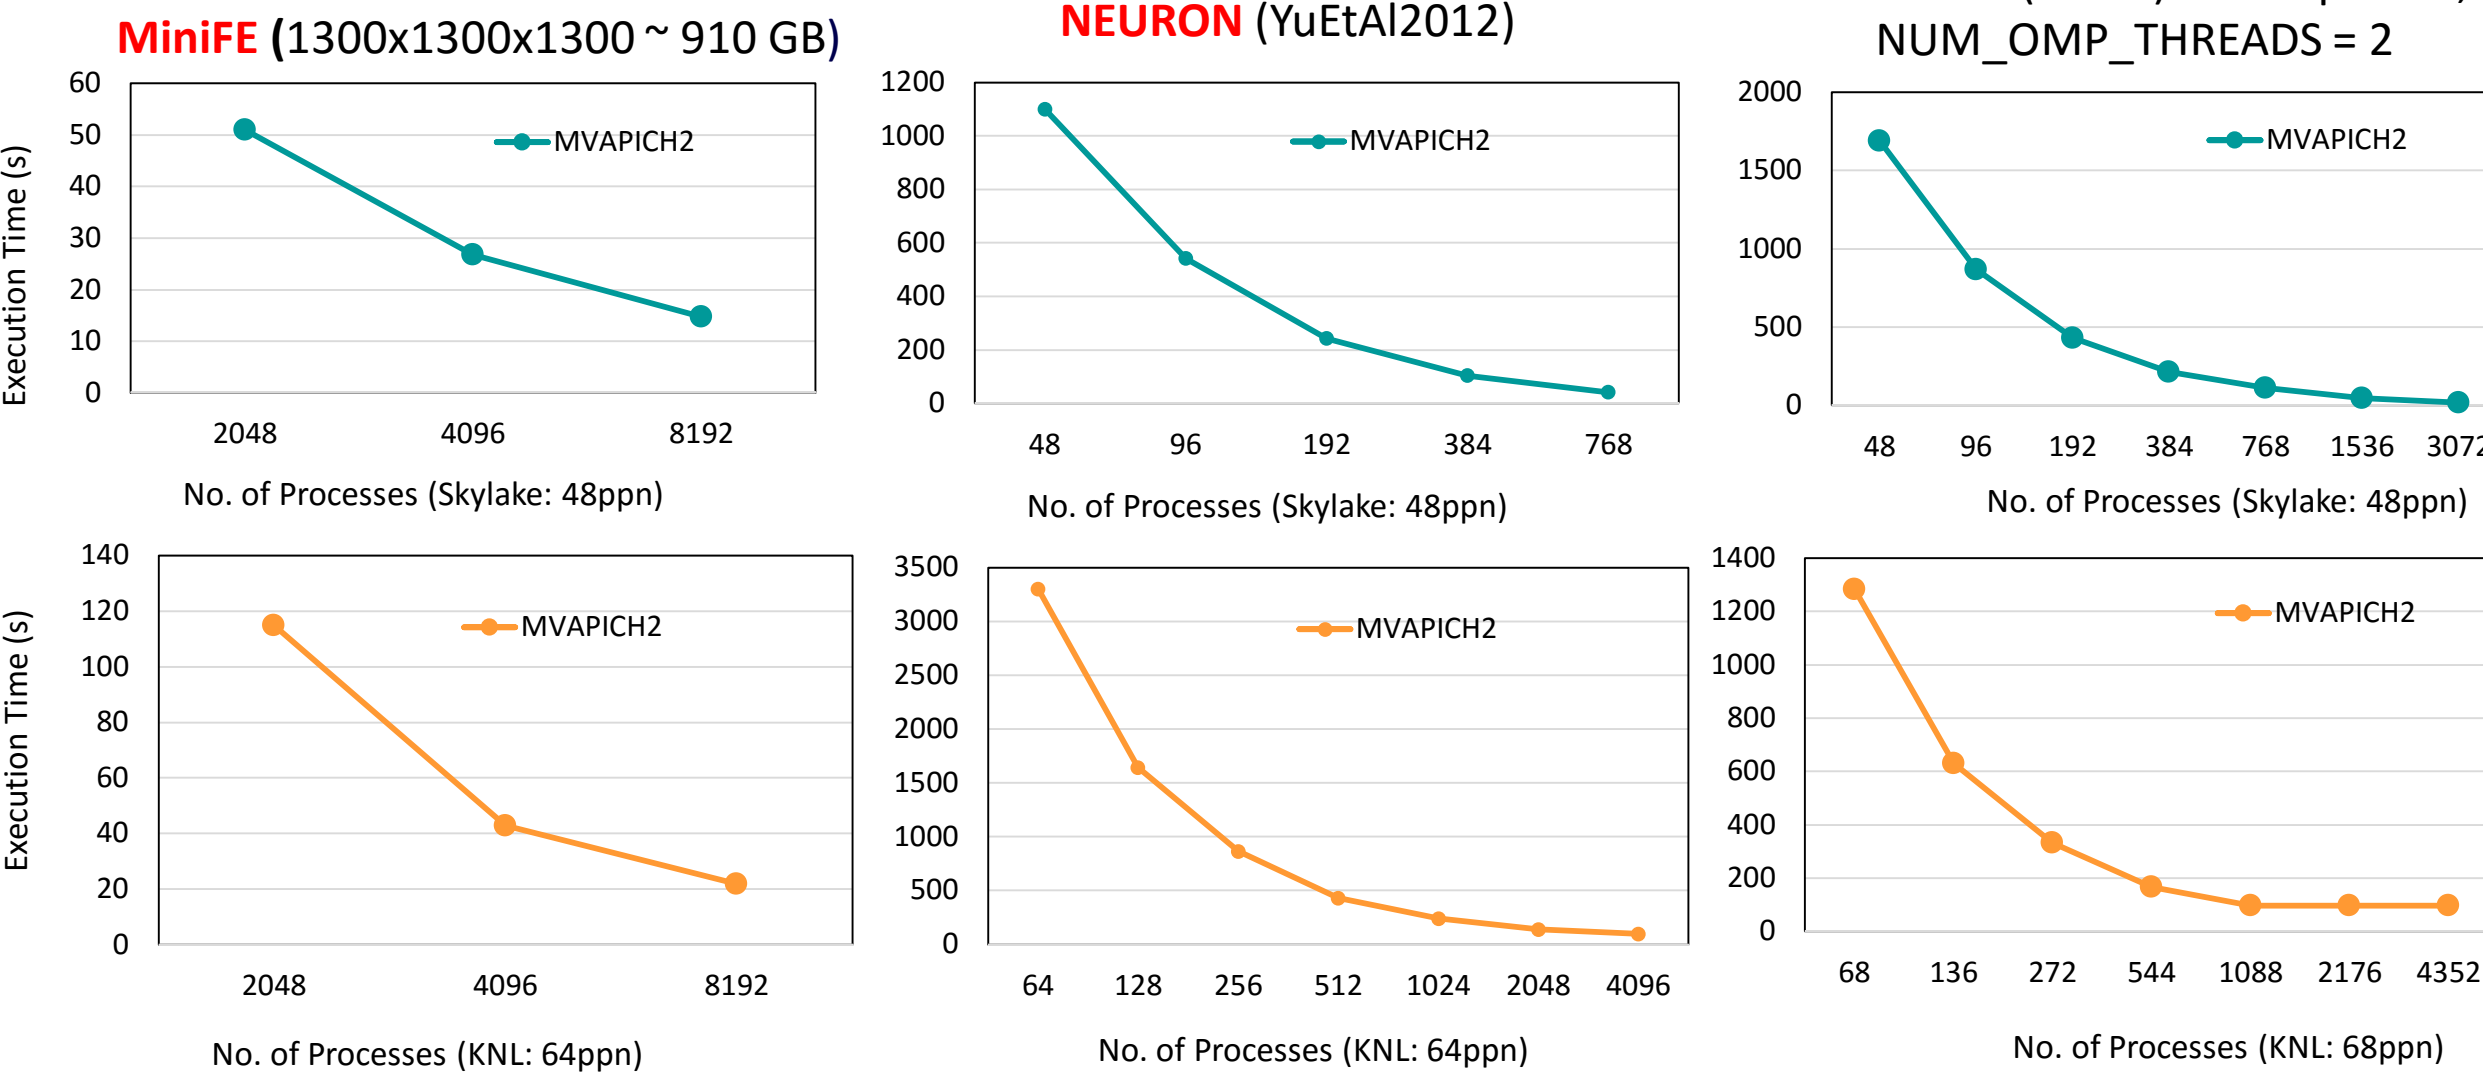 MiniFE (1300x1300x1300 ~ 910 GB)
60
50
40
30
20
10
0
Execution Time (s)
MVAPICH2
2048 4096 8192
No. of Processes (Skylake: 48ppn)
NEURON (YuEtAl2012)
1200
1000
800
600
400
200
0
MVAPICH2
48 96 192 384 768
No. of Processes (Skylake: 48ppn)
NUM_OMP_THREADS = 2
2000
1500
1000
500
0
MVAPICH2
48 96 192 384 768 1536 3072
No. of Processes (Skylake: 48ppn)
140
120
100
80
60
40
20
0
Execution Time (s)
MVAPICH2
2048 4096 8192
No. of Processes (KNL: 64ppn)
3500
3000
2500
2000
1500
1000
500
0
MVAPICH2
64 128 256 512 1024 2048 4096
No. of Processes (KNL: 64ppn)
1400
1200
1000
800
600
400
200
0
MVAPICH2
68 136 272 544 1088 2176 4352
No. of Processes (KNL: 68ppn)